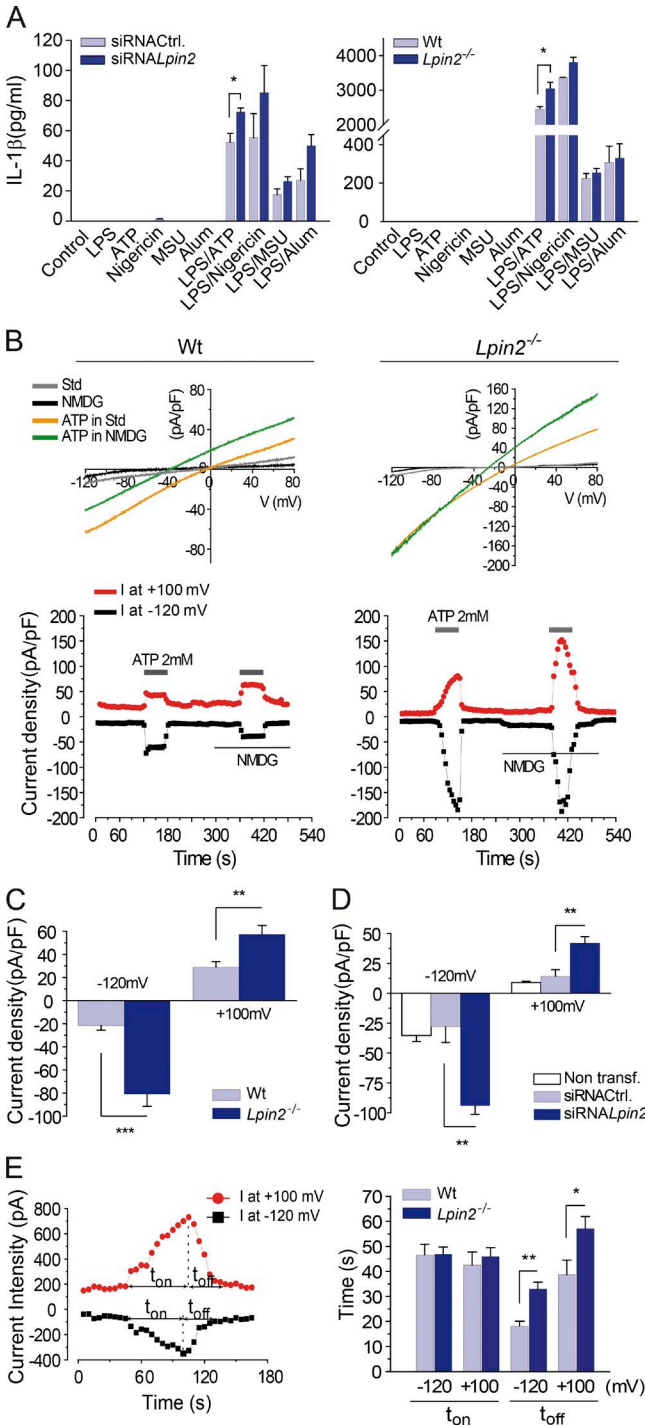 A
siRNACtrl.
siRNALpin2
Wt
Lpin2-/-
IL-1β(pg/ml)
120
100
80
60
40
20
0
*
4000
3000
2000
400
200
0
*
Control
LPS
ATP
Nigericin
MSU
Alum
LPS/ATP
LPS/Nigericin
LPS/MSU
LPS/Alum
Control
LPS
ATP
Nigericin
MSU
Alum
LPS/ATP
LPS/Nigericin
LPS/MSU
LPS/Alum
B
Wt
Lpin2-/-
Std
NMDG
ATP in Std
ATP in NMDG
(pA/pF)
80
40
0
-40
-80
-120 -80 -40 0 40 80
V (mV)
(pA/pF)
160
120
80
40
0
-40
-80
-120
-160
-200
-120 -80 -40 0 40 80
V (mV)
I at +100 mV
I at -120 mV
Current density(pA/pF)
200
150
100
50
0
-50
-100
-150
-200
ATP 2mM
NMDG
0 60 180 300 420 540
Time (s)
200
150
100
50
0
-50
-100
-150
-200
ATP 2mM
NMDG
0 60 180 300 420 540
Time (s)
C
Current density(pA/pF)
60
40
20
0
-20
-40
-60
-80
-100
-120mV
+100mV
**
***
Wt
Lpin2-/-
D
Current density(pA/pF)
50
25
0
-25
-50
-75
-100
-120mV
+100mV
**
**
Non transf.
siRNACtrl.
siRNALpin2
E
I at +100 mV
I at -120 mV
Current Intensity (pA)
800
600
400
200
0
-200
-400
ton toff
ton toff
0 60 120 180
Time (s)
Wt
Lpin2-/-
Time (s)
70
60
50
40
30
20
10
0
**
*
-120 +100 -120 +100 (mV)
ton toff